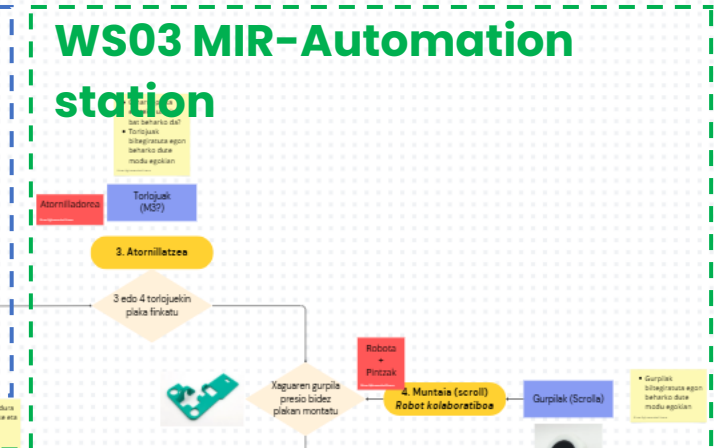 WS03 MIR-Automation
station
bat beharko da?
• Torlojuak
biltegiratuta egon
beharko dute
modu egokian
Atornilladorea
Torlojuak
(M3?)
3. Atornillatzea
3 edo 4 torlojuekin
plaka finkatu
Robota
+
Pintzak
Xaguaren gurpila
presio bidez
plakan montatu
4. Muntaia (scroll)
Robot kolaboratiboa
Gurpilak (Scrolla)
• Gurpilak
biltegiratuta egon
beharko dute
modu egokian